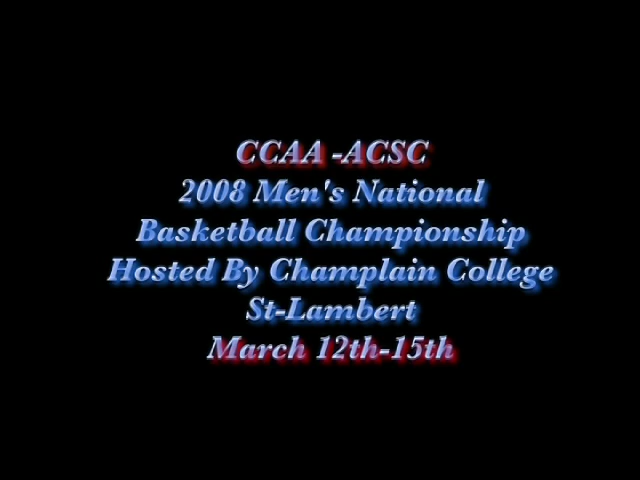 CCAA -ACSC
2008 Men's National
Basketball Championship
Hosted By Champlain College
St-Lambert
March 12th-15th